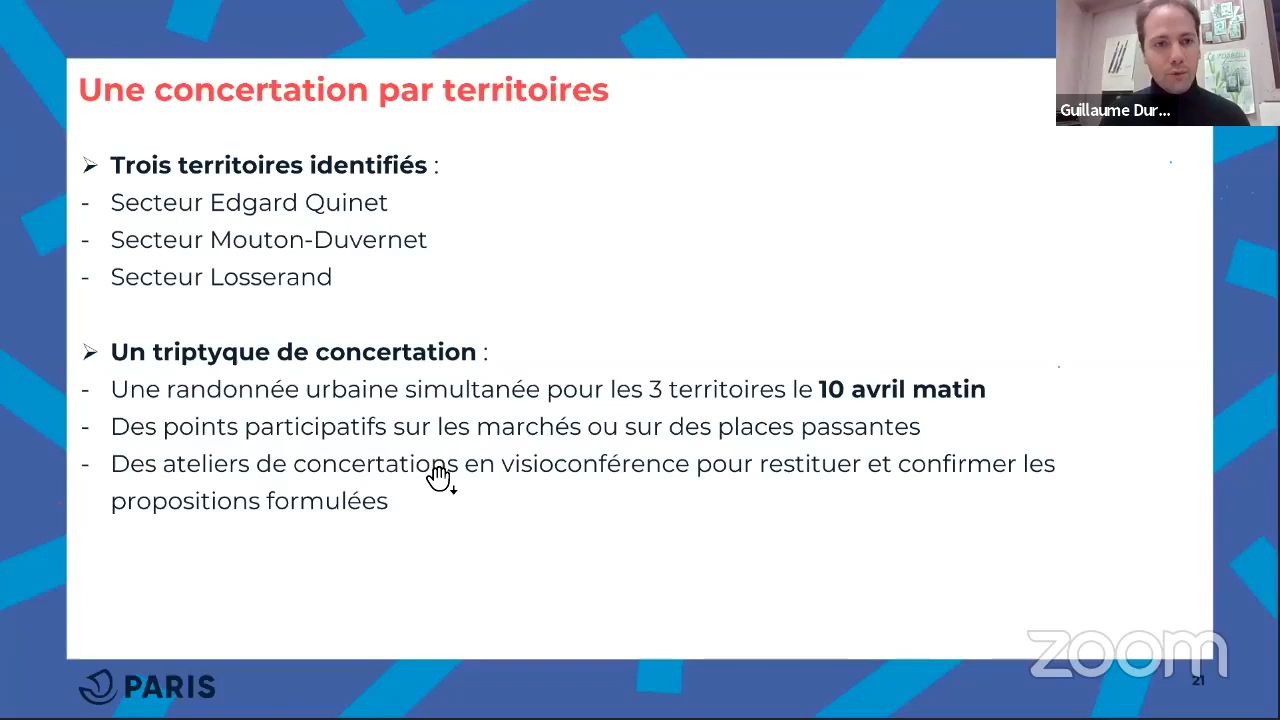 Une concertation par territoires
Guillaume Dur...
➢ Trois territoires identifiés :
- Secteur Edgard Quinet
- Secteur Mouton-Duvernet
- Secteur Losserand
➢ Un triptyque de concertation :
- Une randonnée urbaine simultanée pour les 3 territoires le 10 avril matin
- Des points participatifs sur les marchés ou sur des places passantes
- Des ateliers de concertations en visioconférence pour restituer et confirmer les
propositions formulées
zoom
PARIS
21